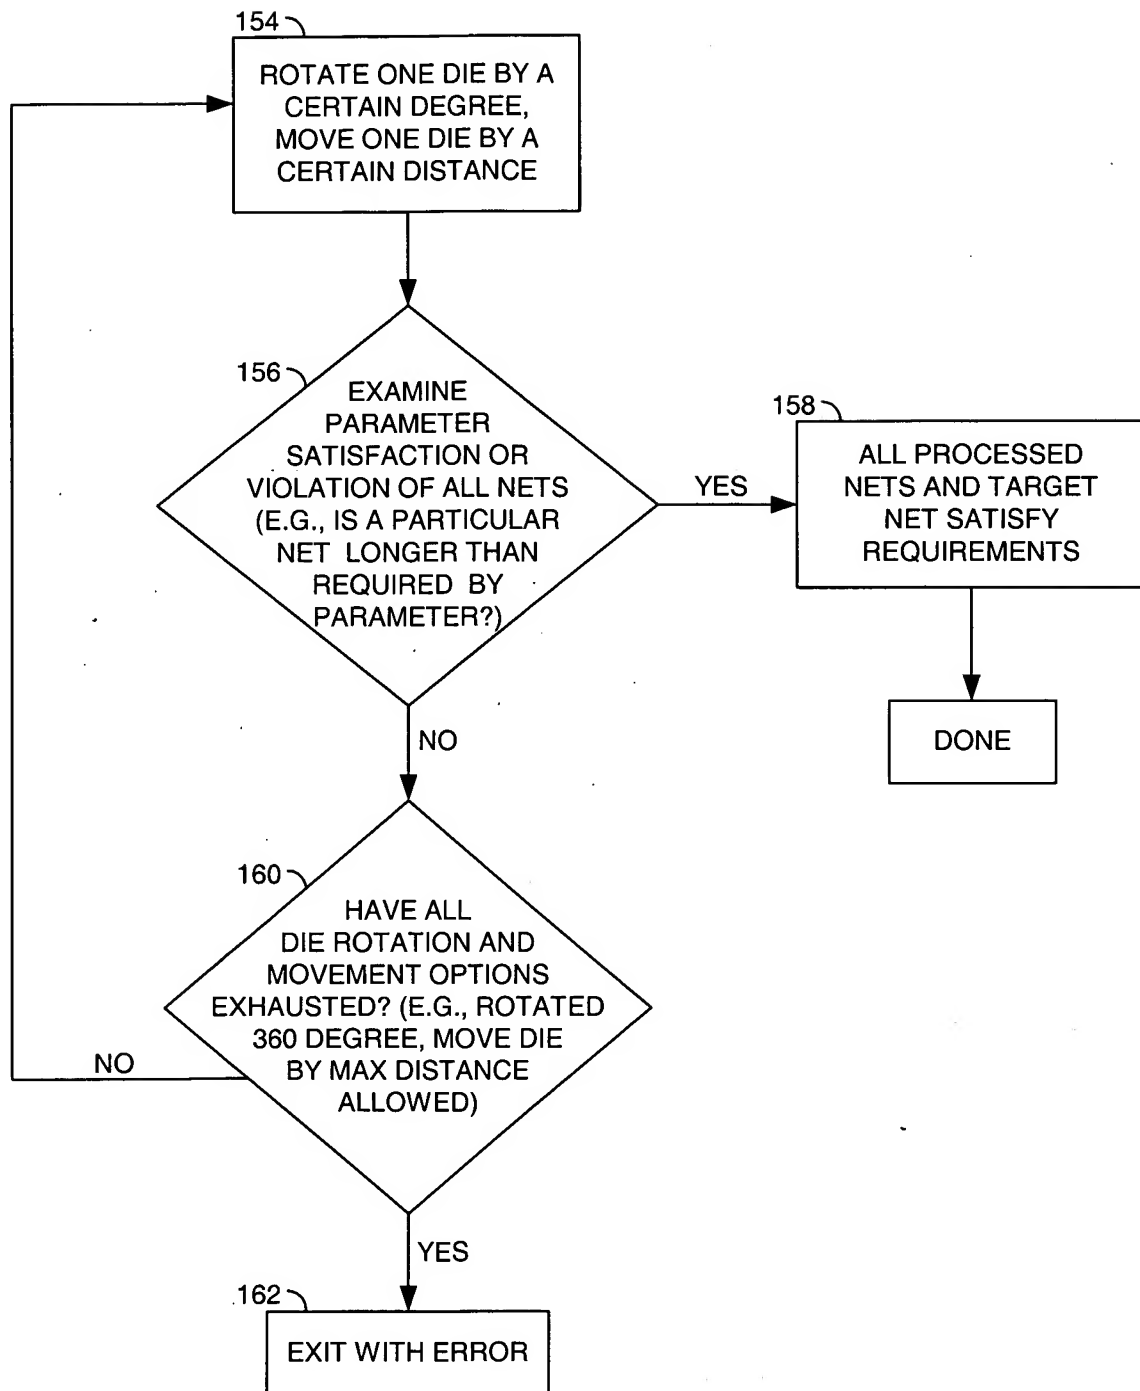 154
ROTATE ONE DIE BY A
CERTAIN DEGREE,
MOVE ONE DIE BY A
CERTAIN DISTANCE
156
EXAMINE
PARAMETER
SATISFACTION OR
VIOLATION OF ALL NETS
(E.G., IS A PARTICULAR
NET LONGER THAN
REQUIRED BY
PARAMETER?)
YES
158
ALL PROCESSED
NETS AND TARGET
NET SATISFY
REQUIREMENTS
DONE
NO
160
HAVE ALL
DIE ROTATION AND
MOVEMENT OPTIONS
EXHAUSTED? (E.G., ROTATED
360 DEGREE, MOVE DIE
BY MAX DISTANCE
ALLOWED)
NO
YES
162
EXIT WITH ERROR